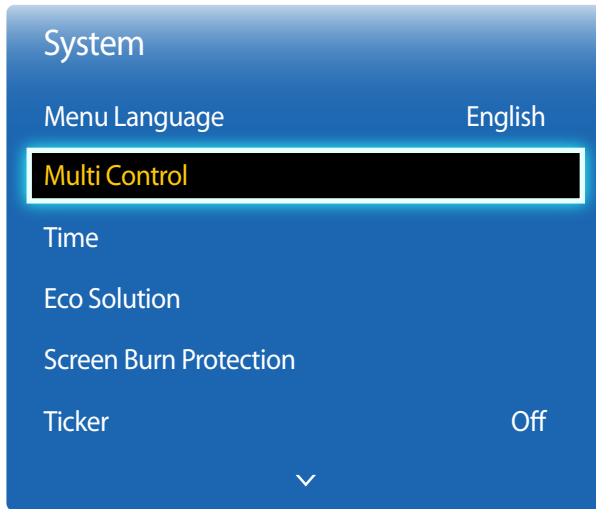 System
Menu Language English
Multi Control
Time
Eco Solution
Screen Burn Protection
Ticker Off